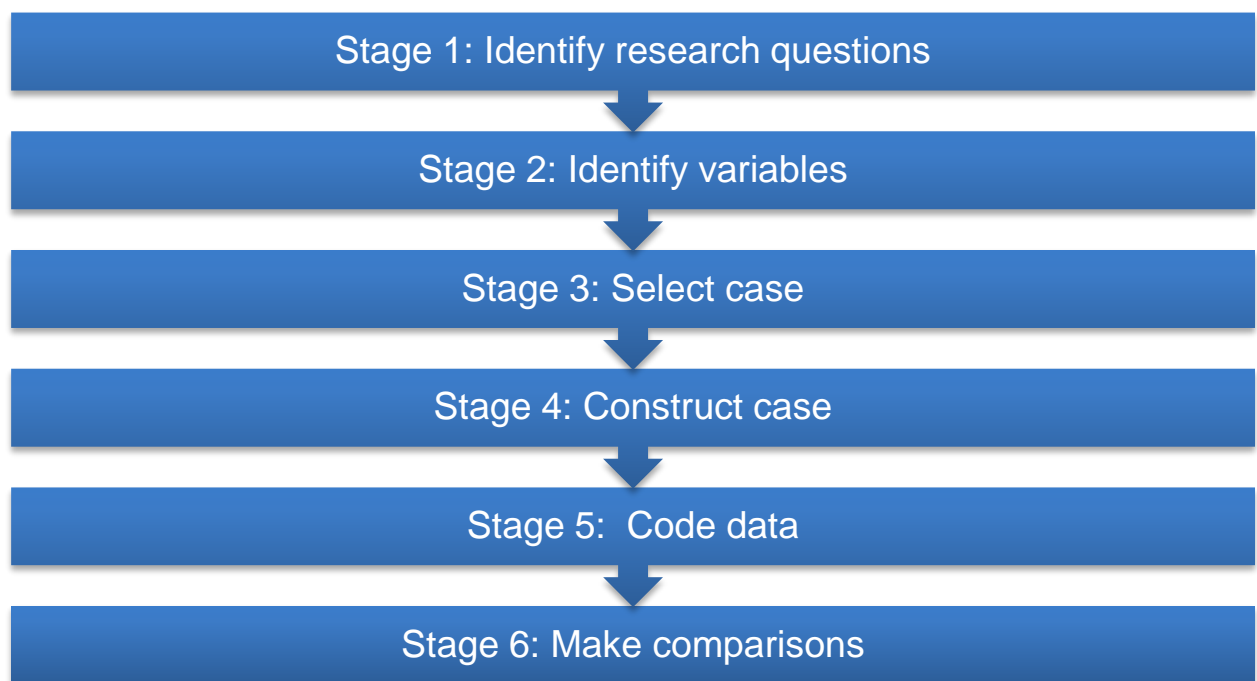 Stage 1: Identify research questions
Stage 2: Identify variables
Stage 3: Select case
Stage 4: Construct case
Stage 5:  Code data
Stage 6: Make comparisons